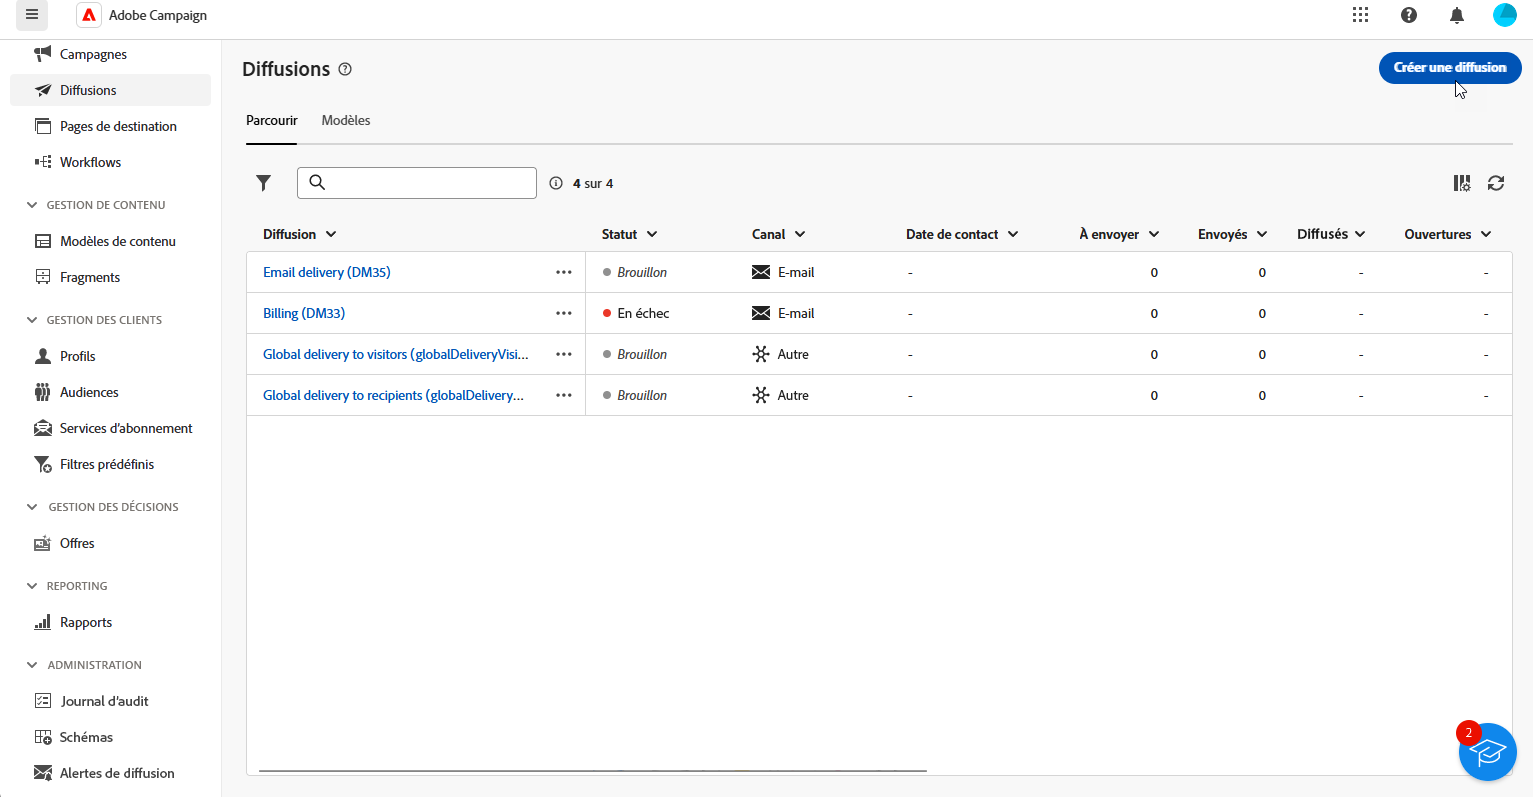 Adobe Campaign
Campagnes
Diffusions
Pages de destination
Workflows
GESTION DE CONTENU
Modèles de contenu
Fragments
GESTION DES CLIENTS
Profils
Audiences
Services d'abonnement
Filtres prédéfinis
GESTION DES DÉCISIONS
Offres
REPORTING
Rapports
ADMINISTRATION
Journal d'audit
Schémas
Alertes de diffusion
Diffusions
Créer une diffusion
Parcourir Modèles
4 sur 4
Diffusion Statut Canal Date de contact À envoyer Envoyés Diffusés Ouvertures
Email delivery (DM35) ••• Brouillon E-mail - 0 0 - -
Billing (DM33) ••• En échec E-mail - 0 0 - -
Global delivery to visitors (globalDeliveryVisi... ••• Brouillon Autre - 0 0 - -
Global delivery to recipients (globalDelivery... ••• Brouillon Autre - 0 0 - -
2